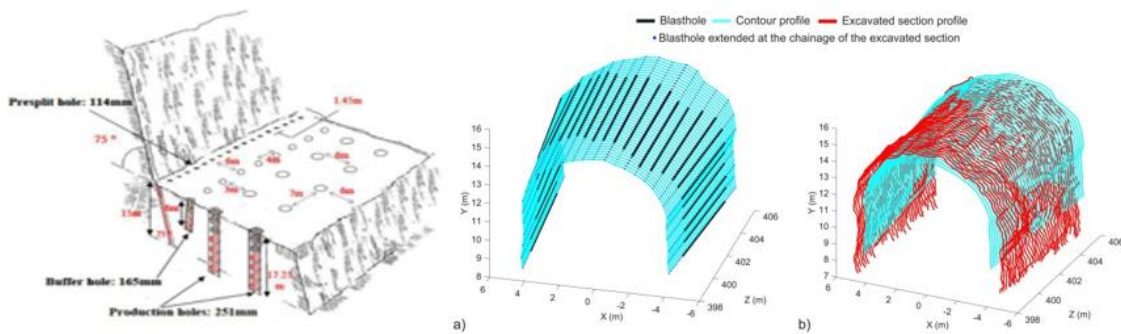 Presplit hole: 114mm
1.45m
75 °
6m
4m
8m
3m
7m
6m
15m
Buffer hole: 165mm
Production holes: 251mm
Blasthole
Contour profile
Excavated section profile
Blasthole extended at the chainage of the excavated section
16
15
14
13
12
11
10
9
8
Y (m)
6
4
2
0
-2
-4
-6
X (m)
398
400
402
404
406
Z (m)
a)
16
15
14
13
12
11
10
9
8
7
Y (m)
6
4
2
0
-2
-4
-6
X (m)
398
400
402
404
406
Z (m)
b)